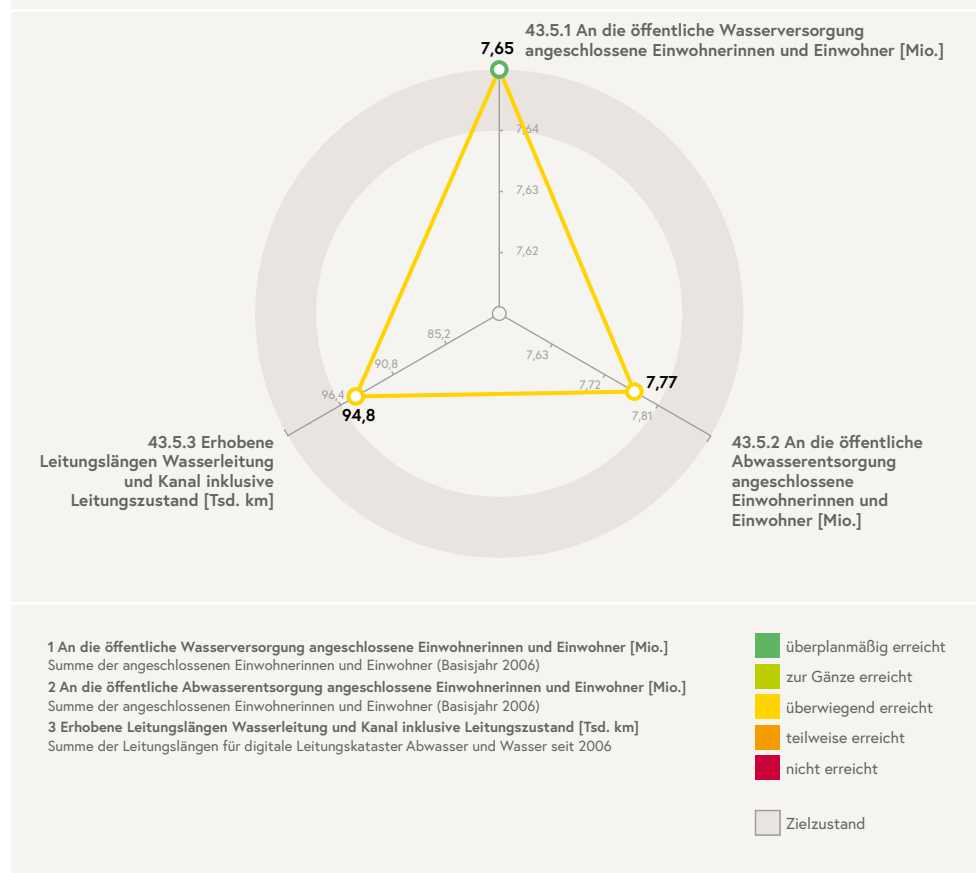 43.5.1 An die öffentliche Wasserversorgung
angeschlossene Einwohnerinnen und Einwohner [Mio.]
7,65
7,64
7,63
7,62
85,2
90,8
96,4
94,8
7,63
7,72
7,77
7,81
43.5.3 Erhobene
Leitungslängen Wasserleitung
und Kanal inklusive
Leitungszustand [Tsd. km]
43.5.2 An die öffentliche
Abwasserentsorgung
angeschlossene
Einwohnerinnen und
Einwohner [Mio.]
1 An die öffentliche Wasserversorgung angeschlossene Einwohnerinnen und Einwohner [Mio.]
Summe der angeschlossenen Einwohnerinnen und Einwohner (Basisjahr 2006)
2 An die öffentliche Abwasserentsorgung angeschlossene Einwohnerinnen und Einwohner [Mio.]
Summe der angeschlossenen Einwohnerinnen und Einwohner (Basisjahr 2006)
3 Erhobene Leitungslängen Wasserleitung und Kanal inklusive Leitungszustand [Tsd. km]
Summe der Leitungslängen für digitale Leitungskataster Abwasser und Wasser seit 2006
überplanmäßig erreicht
zur Gänze erreicht
überwiegend erreicht
teilweise erreicht
nicht erreicht
Zielzustand